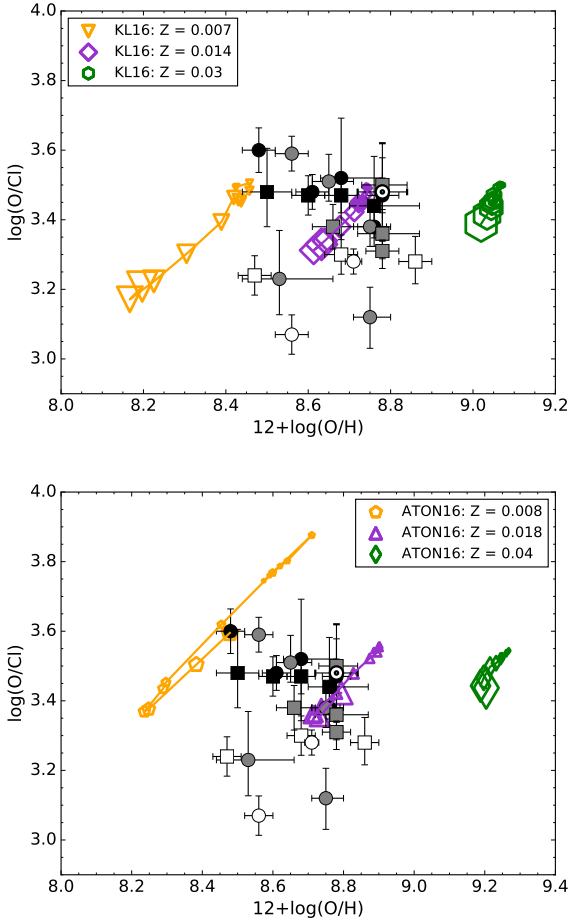 4.0
KL16: Z = 0.007
KL16: Z = 0.014
KL16: Z = 0.03
3.8
3.6
log(O/Cl)
3.4
3.2
3.0
8.0 8.2 8.4 8.6 8.8 9.0 9.2
12+log(O/H)
4.0
ATON16: Z = 0.008
ATON16: Z = 0.018
ATON16: Z = 0.04
3.8
3.6
log(O/Cl)
3.4
3.2
3.0
8.0 8.2 8.4 8.6 8.8 9.0 9.2 9.4
12+log(O/H)